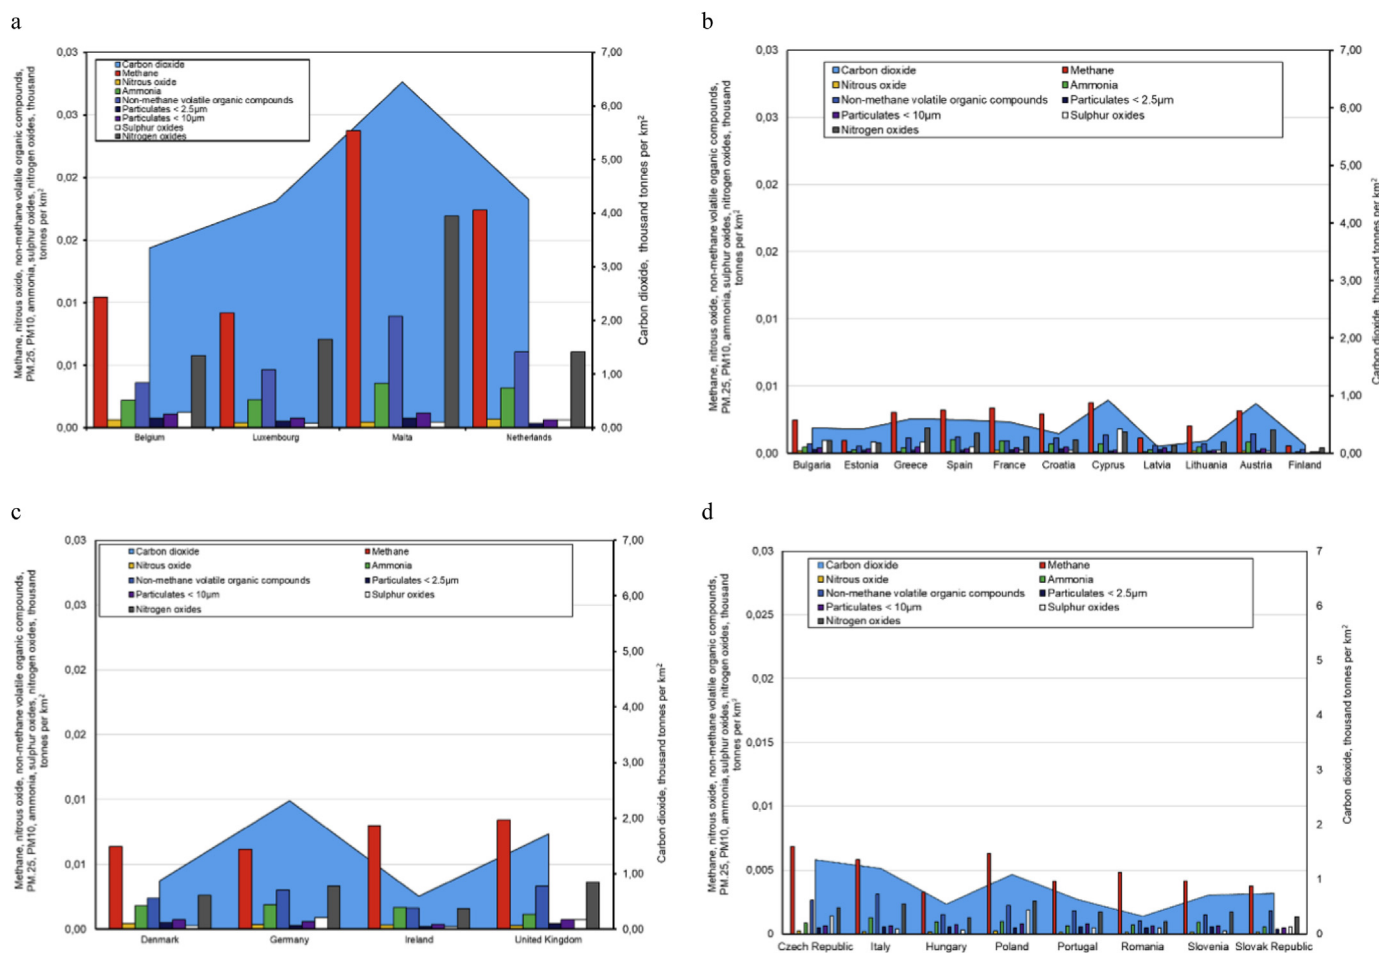 a
Methane, nitrous oxide, non-methane volatile organic compounds,
PM.25, PM10, ammonia, sulphur oxides, nitrogen oxides, thousand
tonnes per km2
0,03
0,03
0,02
0,02
0,01
0,01
0,00
Carbon dioxide
Methane
Nitrous oxide
Ammonia
Non-methane volatile organic compounds
Particulates < 2.5µm
Particulates < 10µm
Sulphur oxides
Nitrogen oxides
7,00
6,00
5,00
4,00
3,00
2,00
1,00
0,00
Carbon dioxide, thousand tonnes per km2
Belgium Luxembourg Malta Netherlands
b
Methane, nitrous oxide, non-methane volatile organic compounds,
PM.25, PM10, ammonia, sulphur oxides, nitrogen oxides, thousand
tonnes per km2
0,03
0,03
0,02
0,02
0,01
0,01
0,00
Carbon dioxide Methane
Nitrous oxide Ammonia
Non-methane volatile organic compounds Particulates < 2.5µm
Particulates < 10µm Sulphur oxides
Nitrogen oxides
7,00
6,00
5,00
4,00
3,00
2,00
1,00
0,00
Carbon dioxide, thousand tonnes per km2
Bulgaria Estonia Greece Spain France Croatia Cyprus Latvia Lithuania Austria Finland
c
Methane, nitrous oxide, non-methane volatile organic compounds,
PM.25, PM10, ammonia, sulphur oxides, nitrogen oxides, thousand
tonnes per km2
0,03
0,03
0,02
0,02
0,01
0,01
0,00
Carbon dioxide Methane
Nitrous oxide Ammonia
Non-methane volatile organic compounds Particulates < 2.5µm
Particulates < 10µm Sulphur oxides
Nitrogen oxides
7,00
6,00
5,00
4,00
3,00
2,00
1,00
0,00
Carbon dioxide, thousand tonnes per km2
Denmark Germany Ireland United Kingdom
d
Methane, nitrous oxide, non-methane volatile organic compounds,
PM.25, PM10, ammonia, sulphur oxides, nitrogen oxides, thousand
tonnes per km2
0,03
0,025
0,02
0,015
0,01
0,005
0
Carbon dioxide Methane
Nitrous oxide Ammonia
Non-methane volatile organic compounds Particulates < 2.5µm
Particulates < 10µm Sulphur oxides
Nitrogen oxides
7
6
5
4
3
2
1
0
Carbon dioxide, thousand tonnes per km2
Czech Republic Italy Hungary Poland Portugal Romania Slovenia Slovak Republic